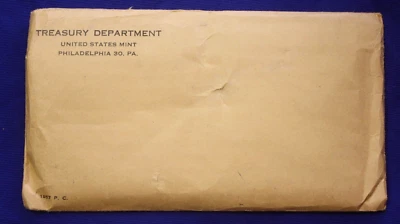 TREASURY DEPARTMENT
UNITED STATES MINT
PHILADELPHIA 30, PA.
P. C.